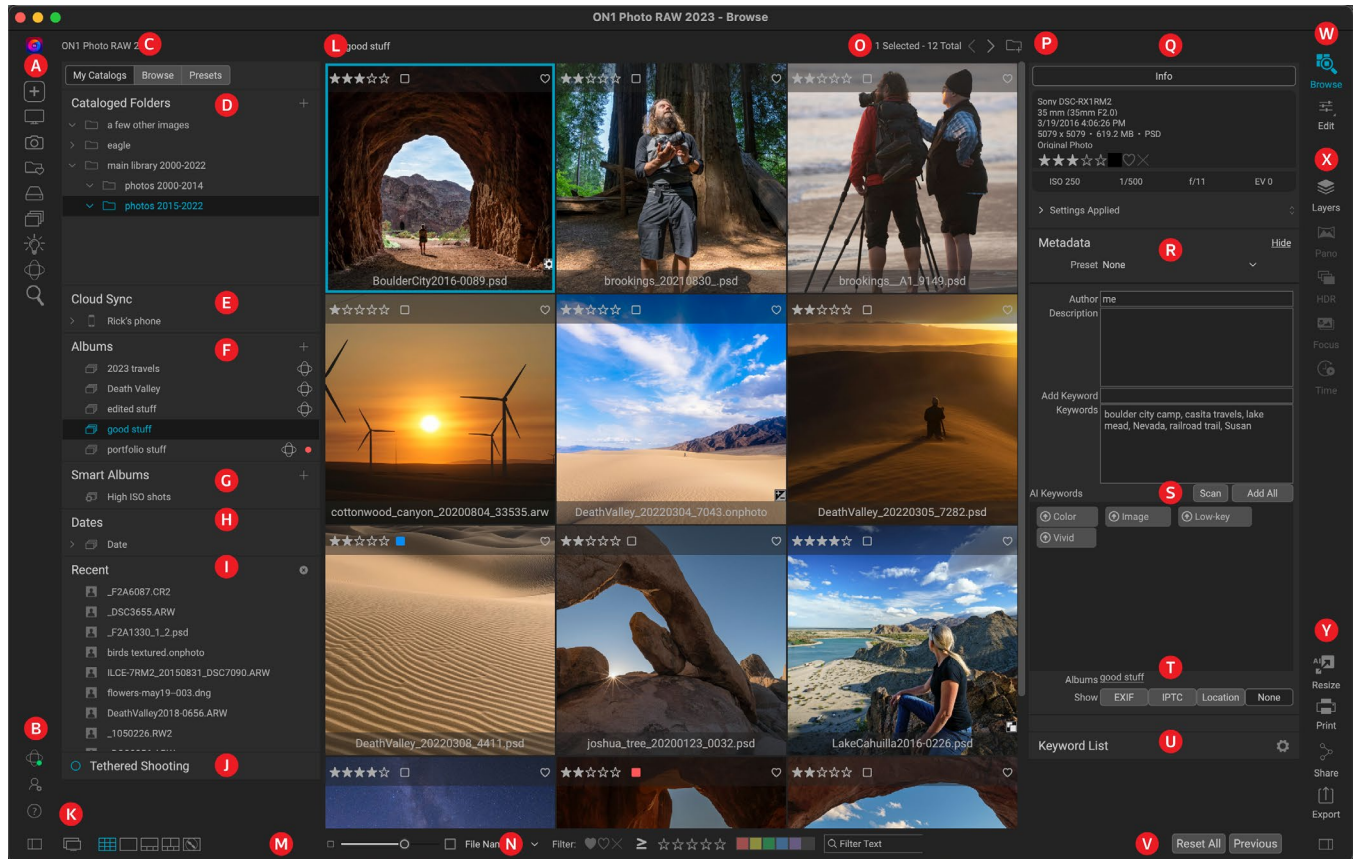 ON1 Photo RAW 2023 - Browse
ON1 Photo RAW 2
C
L
good stuff
O
1 Selected - 12 Total
P
Q
W
A
My Catalogs Browse Presets
Cataloged Folders
D
a few other images
eagle
main library 2000-2022
photos 2000-2014
photos 2015-2022
Cloud Sync
E
Rick's phone
Albums
F
2023 travels
Death Valley
edited stuff
good stuff
portfolio stuff
Smart Albums
G
High ISO shots
Dates
H
Date
Recent
I
_F2A6087.CR2
_DSC3655.ARW
_F2A1330_1_2.psd
birds textured.onphoto
ILCE-7RM2_20150831_DSC7090.ARW
flowers-may19--003.dng
DeathValley2018-0656.ARW
_1050226.RW2
B
Tethered Shooting
J
K
BoulderCity2016-0089.psd
brookings_20210830_.psd
brookings__A1_9149.psd
cottonwood_canyon_20200804_33535.arw
DeathValley_20220304_7043.onphoto
DeathValley_20220305_7282.psd
DeathValley_20220308_4411.psd
joshua_tree_20200123_0032.psd
LakeCahuilla2016-0226.psd
M
File Nan
N
Filter:
Filter Text
Info
Sony DSC-RX1RM2
35 mm (35mm F2.0)
3/19/2016 4:06:26 PM
5079 x 5079 • 619.2 MB • PSD
Original Photo
ISO 250 1/500 f/11 EV 0
Settings Applied
Metadata
R
Hide
Preset None
Author me
Description
Add Keyword
Keywords
boulder city camp, casita travels, lake
mead, Nevada, railroad trail, Susan
AI Keywords
S
Scan Add All
Color Image Low-key
Vivid
T
Albums good stuff
Show EXIF IPTC Location None
Keyword List
U
V
Reset All Previous
Browse
Edit
X
Layers
Pano
HDR
Focus
Time
Y
AI
Resize
Print
Share
Export